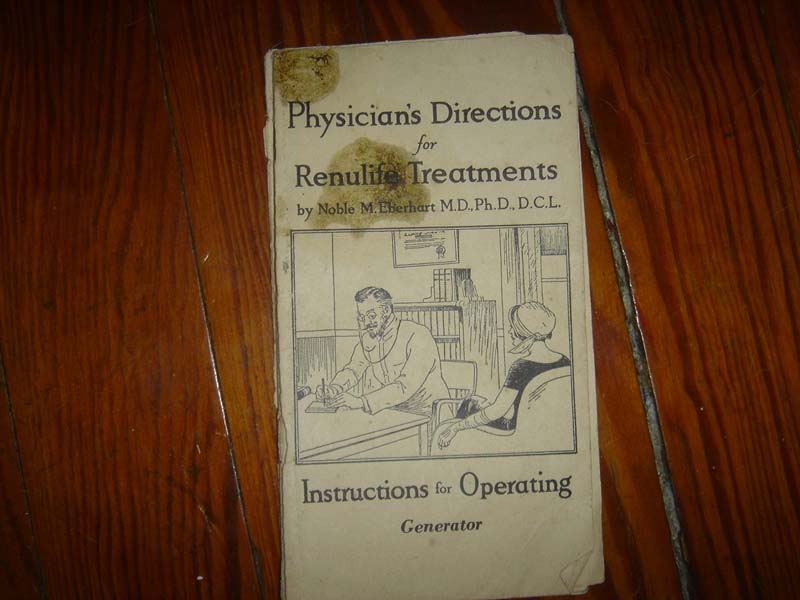 Physician's Directions
for
Renulife Treatments
by Noble M. Eberhart M.D., Ph.D., D.C.L.
Instructions for Operating
Generator